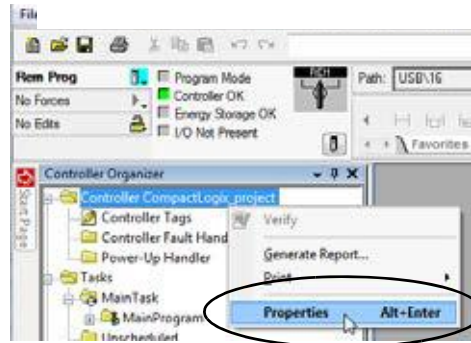 File
Rem Prog
No Forces
No Edits
Program Mode
Controller OK
Energy Storage OK
I/O Not Present
Path: USB\16
Favorites
Start Page
Controller Organizer
Controller CompactLogix_project
Controller Tags
Controller Fault Hand
Power-Up Handler
Tasks
MainTask
MainProgram
Unscheduled
Verify
Generate Report...
Print
Properties Alt+Enter